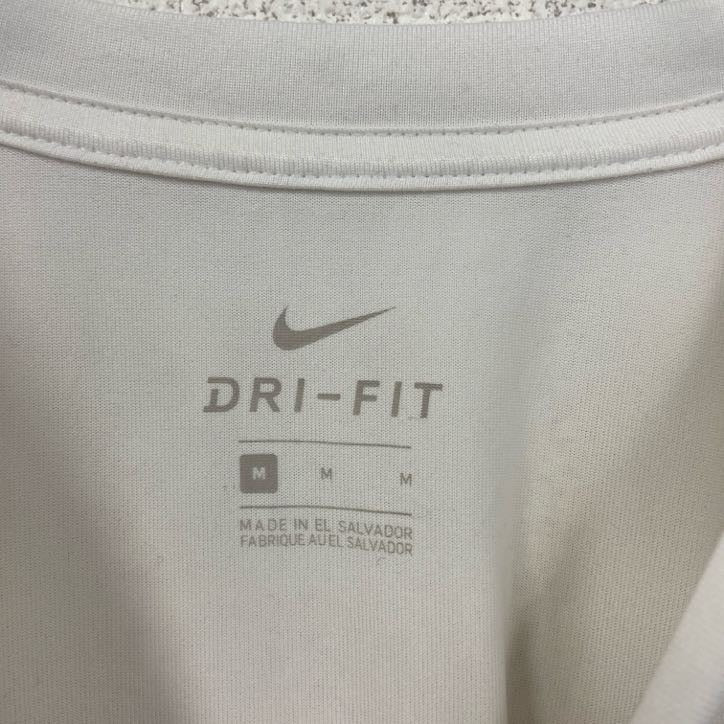 DRI-FIT
M M M
MADE IN EL SALVADOR
FABRIQUE AU EL SALVADOR